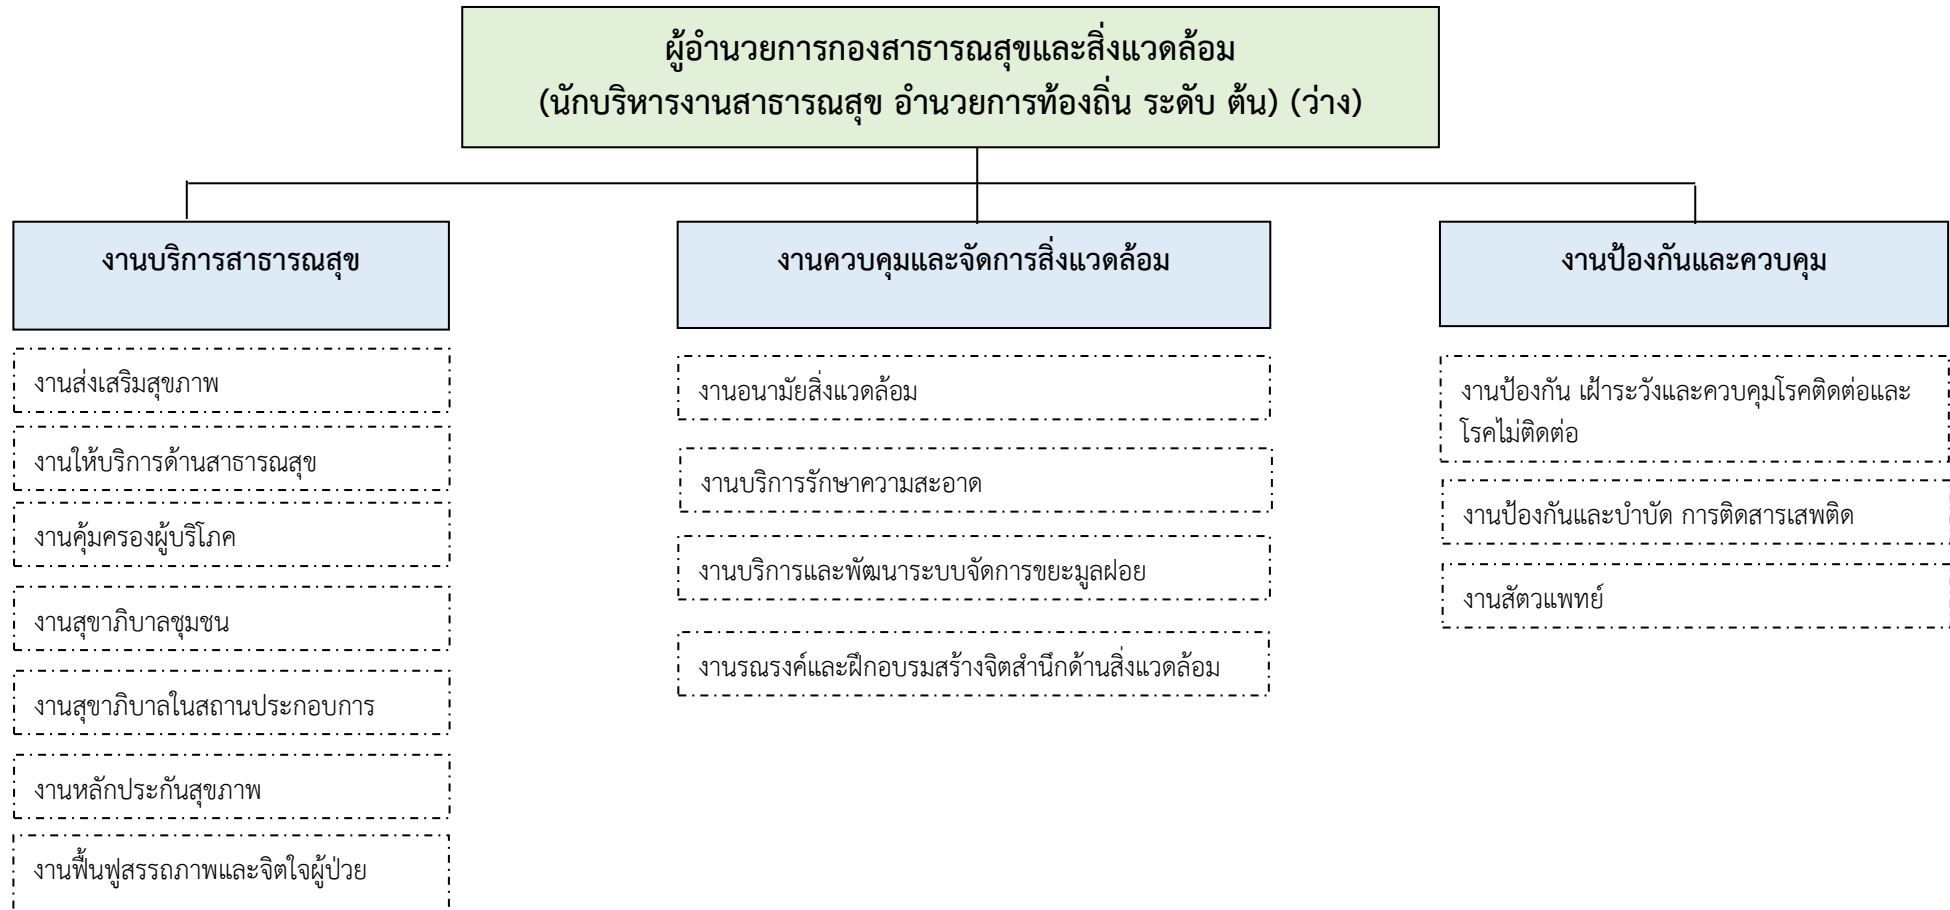 ผู้อำนวยการกองสาธารณสุขและสิ่งแวดล้อม
(นักบริหารงานสาธารณสุข อำนวยการท้องถิ่น ระดับ ต้น) (ว่าง)
งานบริการสาธารณสุข
งานส่งเสริมสุขภาพ
งานให้บริการด้านสาธารณสุข
งานคุ้มครองผู้บริโภค
งานสุขาภิบาลชุมชน
งานสุขาภิบาลในสถานประกอบการ
งานหลักประกันสุขภาพ
งานฟื้นฟูสรรถภาพและจิตใจผู้ป่วย
งานควบคุมและจัดการสิ่งแวดล้อม
งานอนามัยสิ่งแวดล้อม
งานบริการรักษาความสะอาด
งานบริการและพัฒนาระบบจัดการขยะมูลฝอย
งานรณรงค์และฝึกอบรมสร้างจิตสำนึกด้านสิ่งแวดล้อม
งานป้องกันและควบคุม
งานป้องกัน เฝ้าระวังและควบคุมโรคติดต่อและ
โรคไม่ติดต่อ
งานป้องกันและบำบัด การติดสารเสพติด
งานสัตวแพทย์